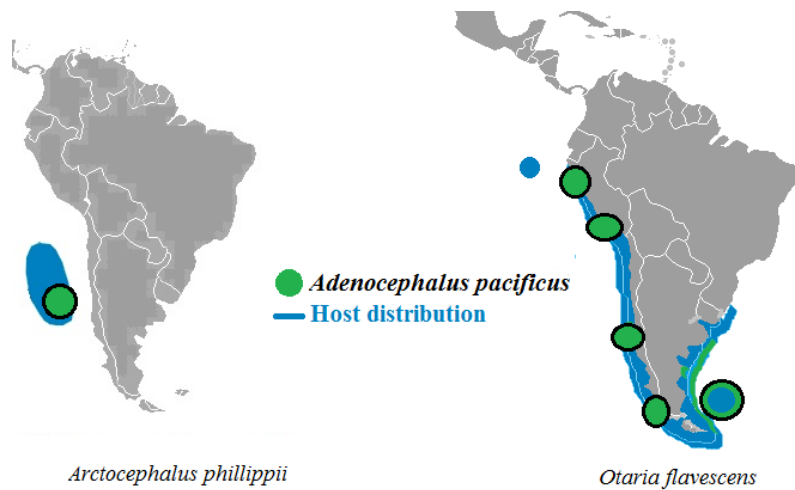 Adenocephalus pacificus
Host distribution
Arctocephalus phillippii
Otaria flavescens